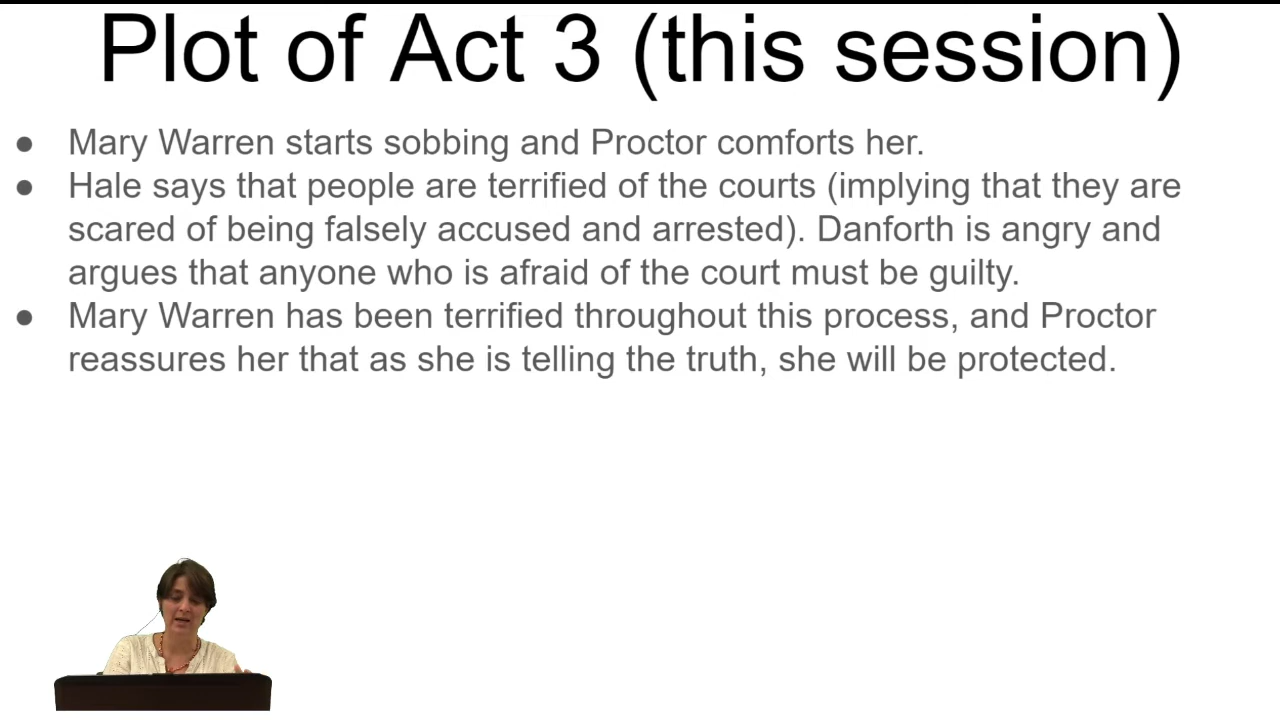 Plot of Act 3 (this session)
● Mary Warren starts sobbing and Proctor comforts her.
● Hale says that people are terrified of the courts (implying that they are
scared of being falsely accused and arrested). Danforth is angry and
argues that anyone who is afraid of the court must be guilty.
● Mary Warren has been terrified throughout this process, and Proctor
reassures her that as she is telling the truth, she will be protected.